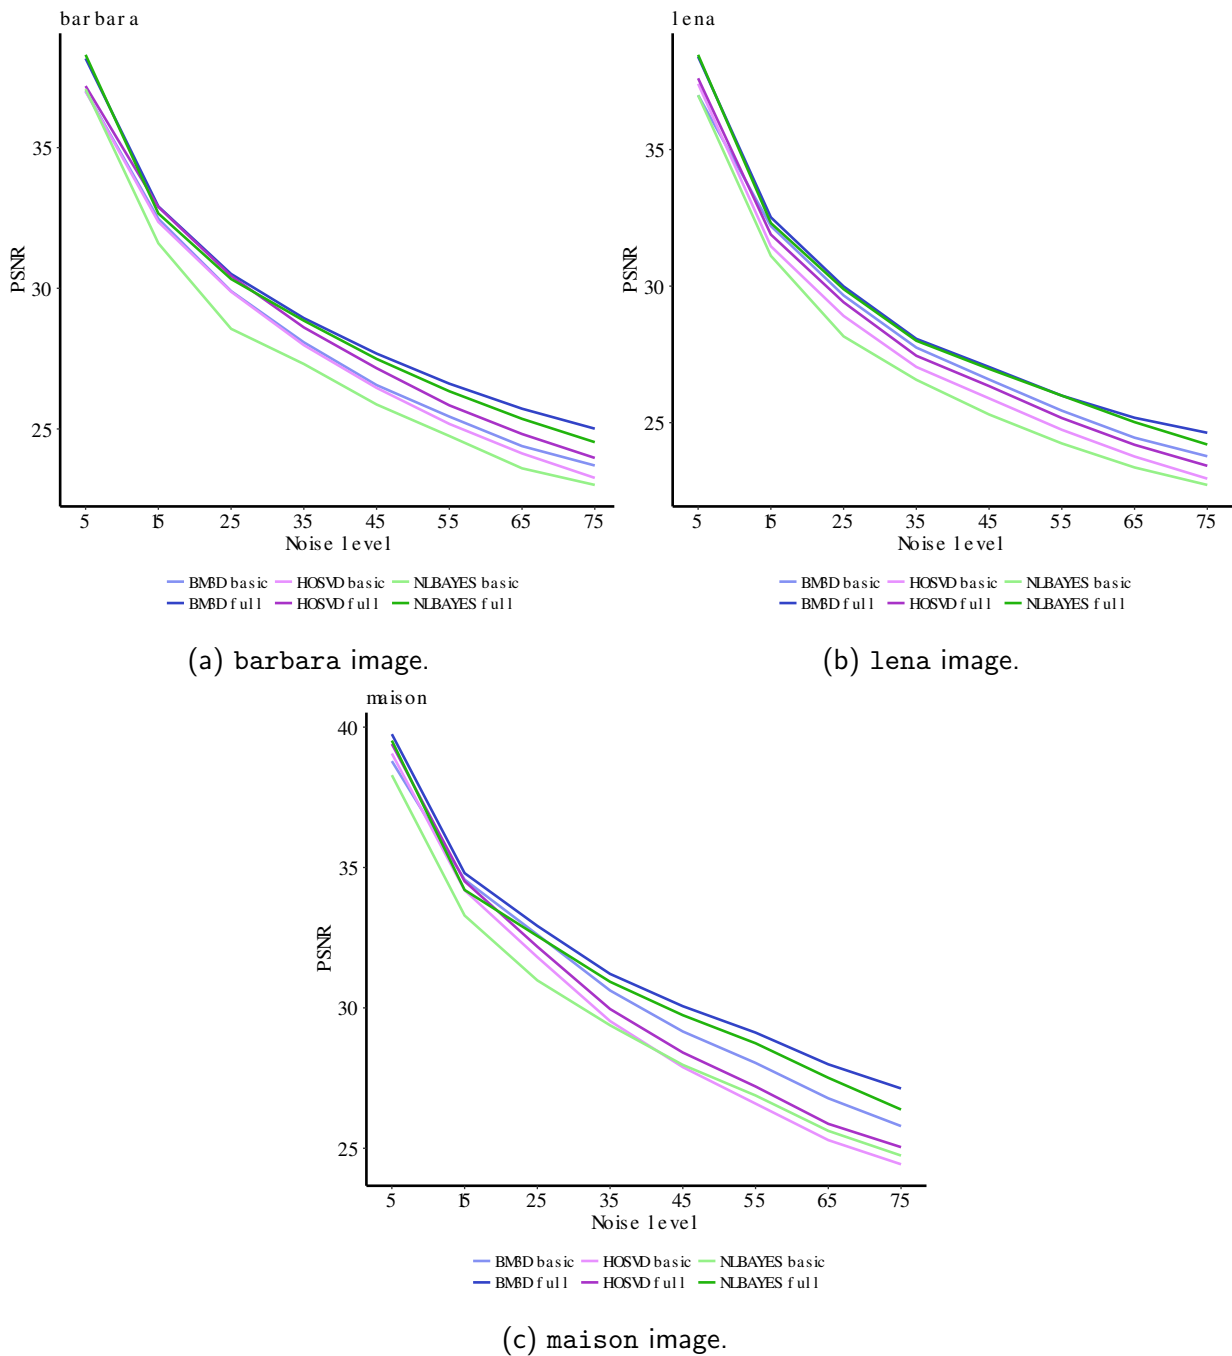 barbara
35
30
25
PSNR
5 15 25 35 45 55 65 75
Noise level
BM3D basic HOSVD basic NLBAYES basic
BM3D full HOSVD full NLBAYES full
(a) barbara image.
lena
35
30
25
PSNR
5 15 25 35 45 55 65 75
Noise level
BM3D basic HOSVD basic NLBAYES basic
BM3D full HOSVD full NLBAYES full
(b) lena image.
maison
40
35
30
25
PSNR
5 15 25 35 45 55 65 75
Noise level
BM3D basic HOSVD basic NLBAYES basic
BM3D full HOSVD full NLBAYES full
(c) maison image.